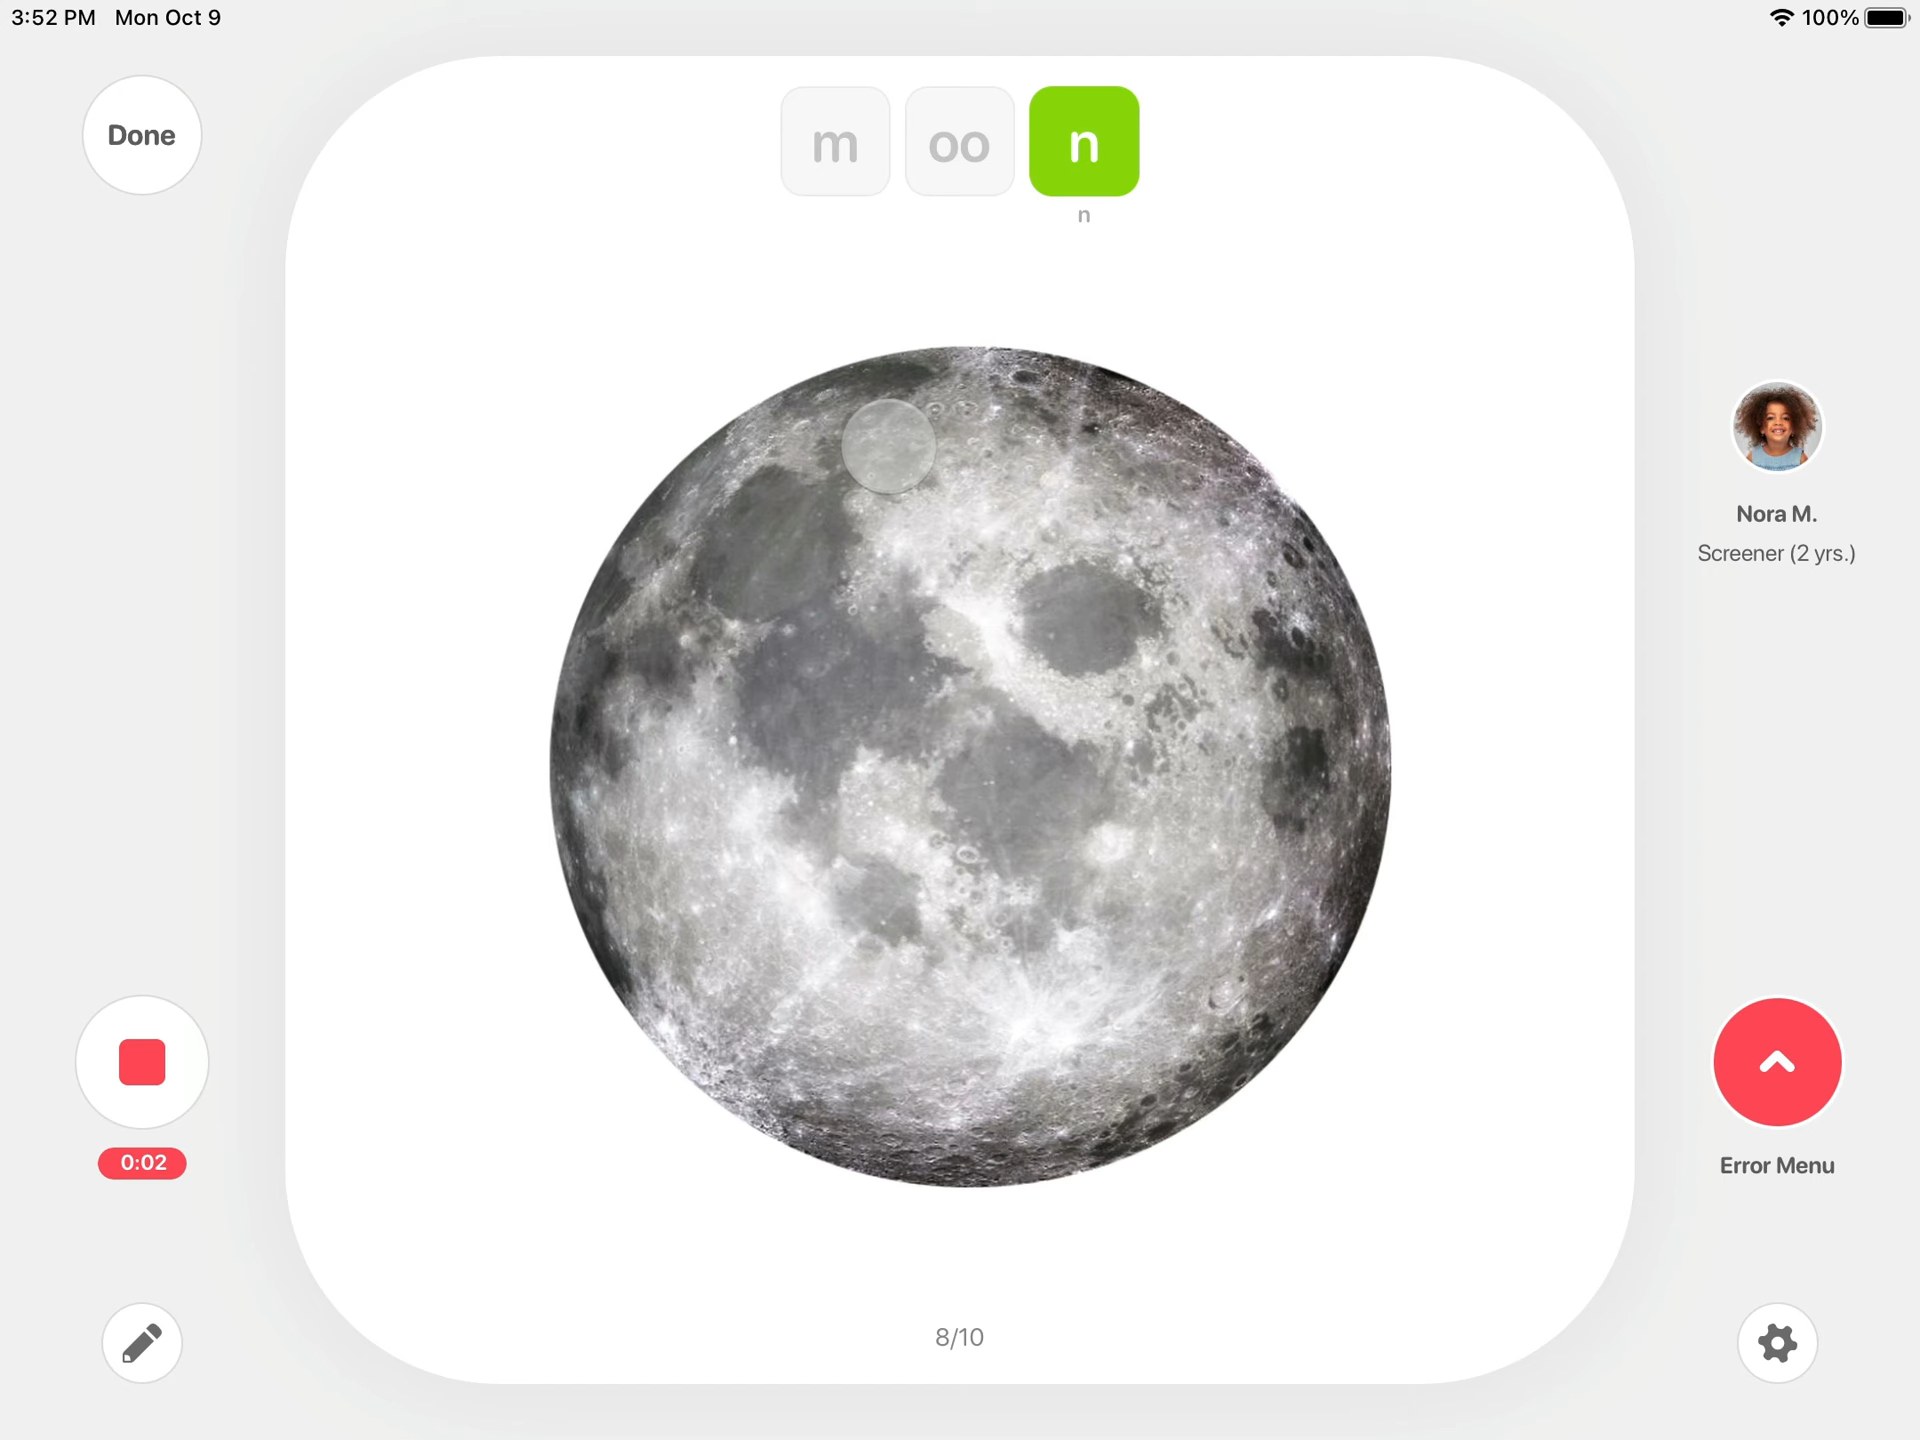 3:52 PM Mon Oct 9
100%
Done
m oo n
n
Nora M.
Screener (2 yrs.)
0:02
Error Menu
8/10